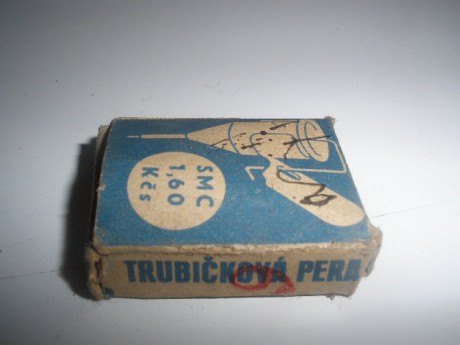 SMC
1,60
Kčs
TRUBIČKOVÁ PERA